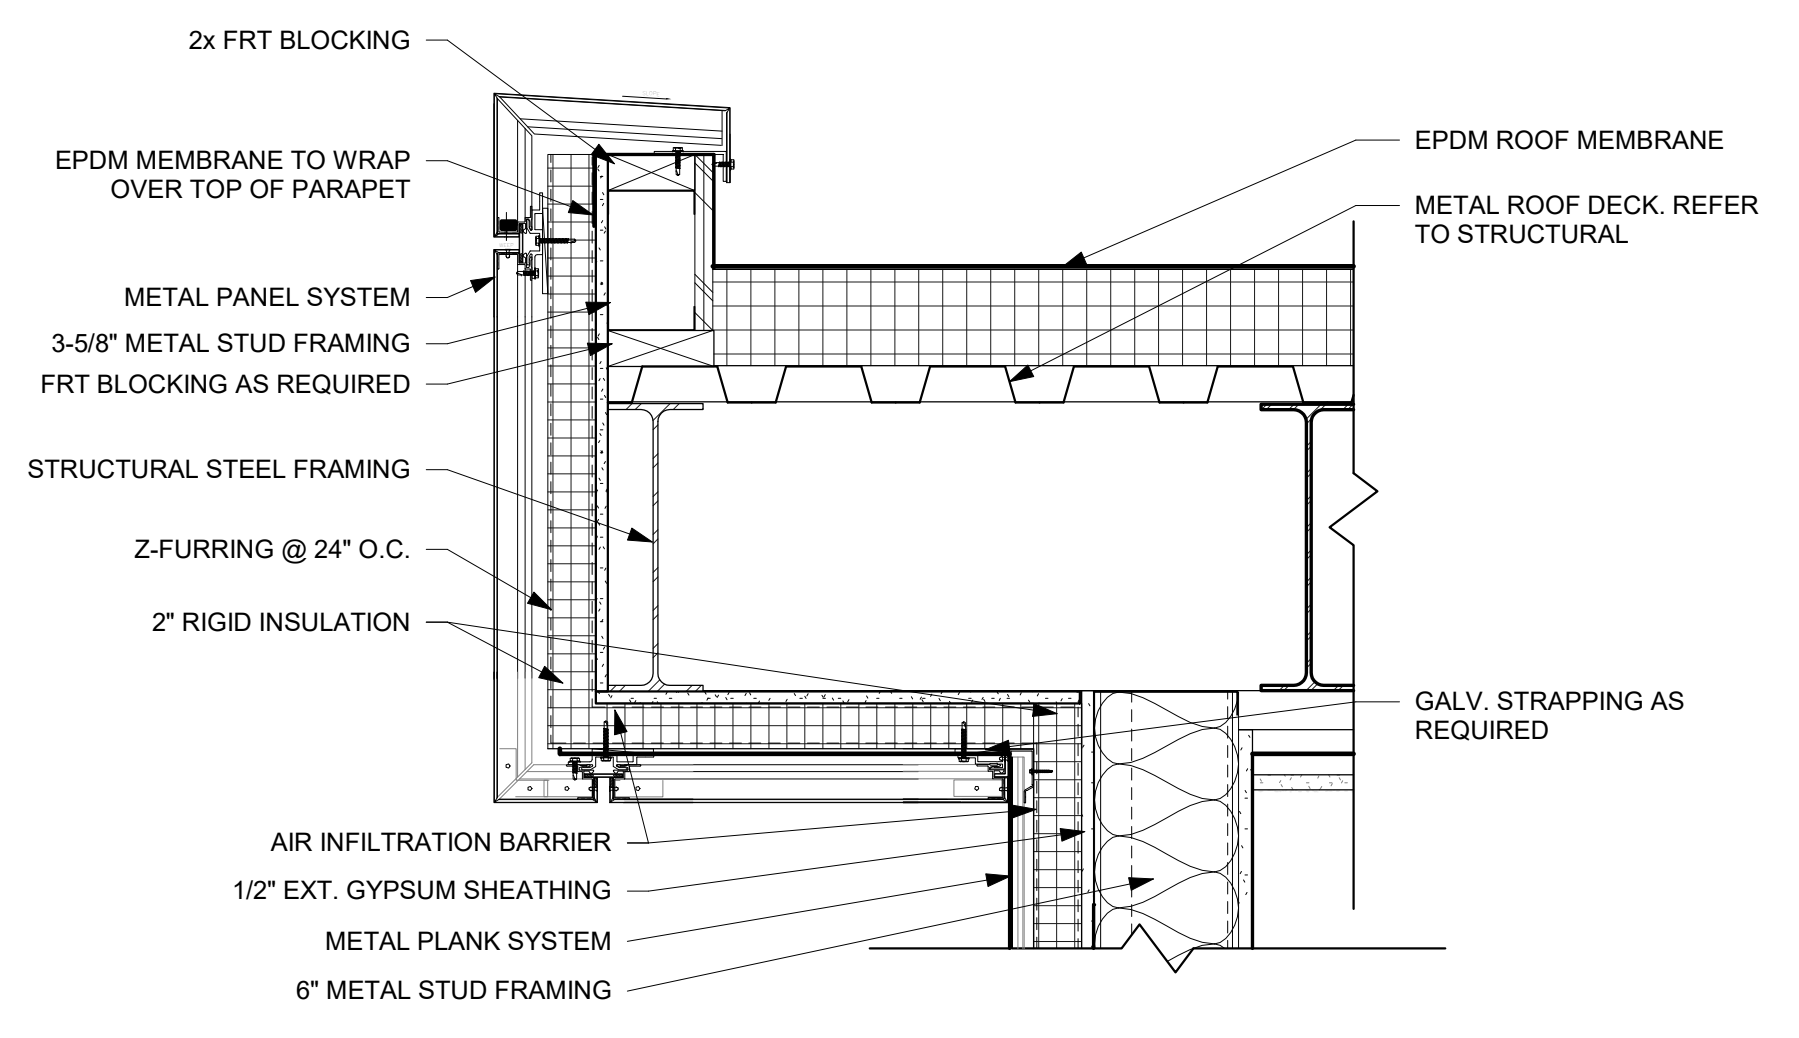 2x FRT BLOCKING
EPDM MEMBRANE TO WRAP
OVER TOP OF PARAPET
METAL PANEL SYSTEM
3-5/8" METAL STUD FRAMING
FRT BLOCKING AS REQUIRED
STRUCTURAL STEEL FRAMING
Z-FURRING @ 24" O.C.
2" RIGID INSULATION
AIR INFILTRATION BARRIER
1/2" EXT. GYPSUM SHEATHING
METAL PLANK SYSTEM
6" METAL STUD FRAMING
EPDM ROOF MEMBRANE
METAL ROOF DECK. REFER
TO STRUCTURAL
GALV. STRAPPING AS
REQUIRED